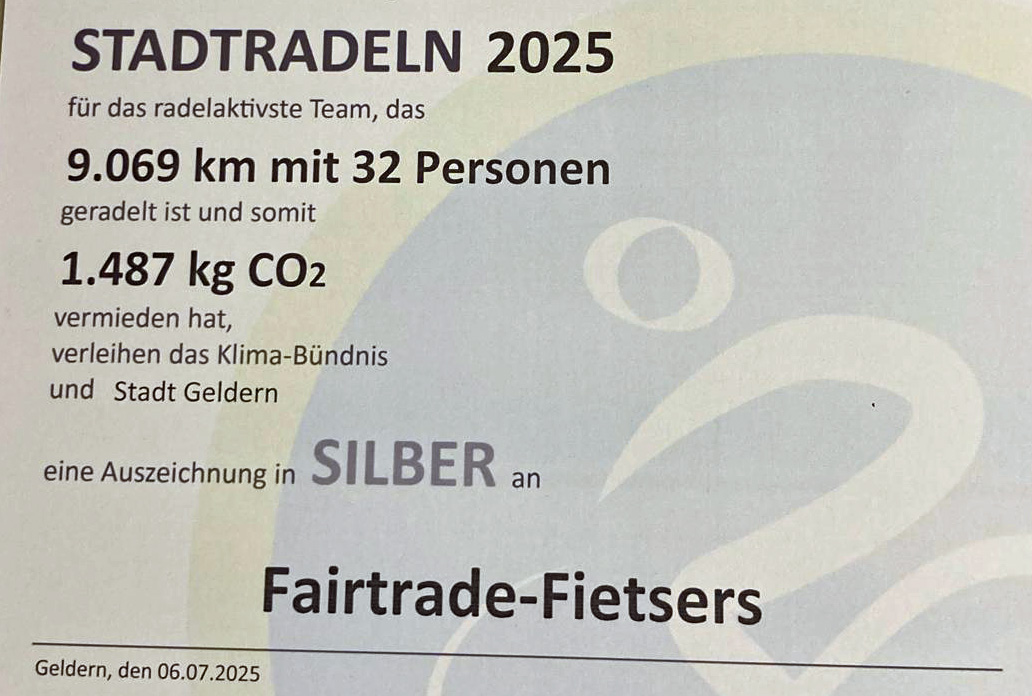 STADTRADELN 2025
für das radelaktivste Team, das
9.069 km mit 32 Personen
geradelt ist und somit
1.487 kg CO2
vermieden hat,
verleihen das Klima-Bündnis
und Stadt Geldern
eine Auszeichnung in SILBER an
Fairtrade-Fietsers
Geldern, den 06.07.2025